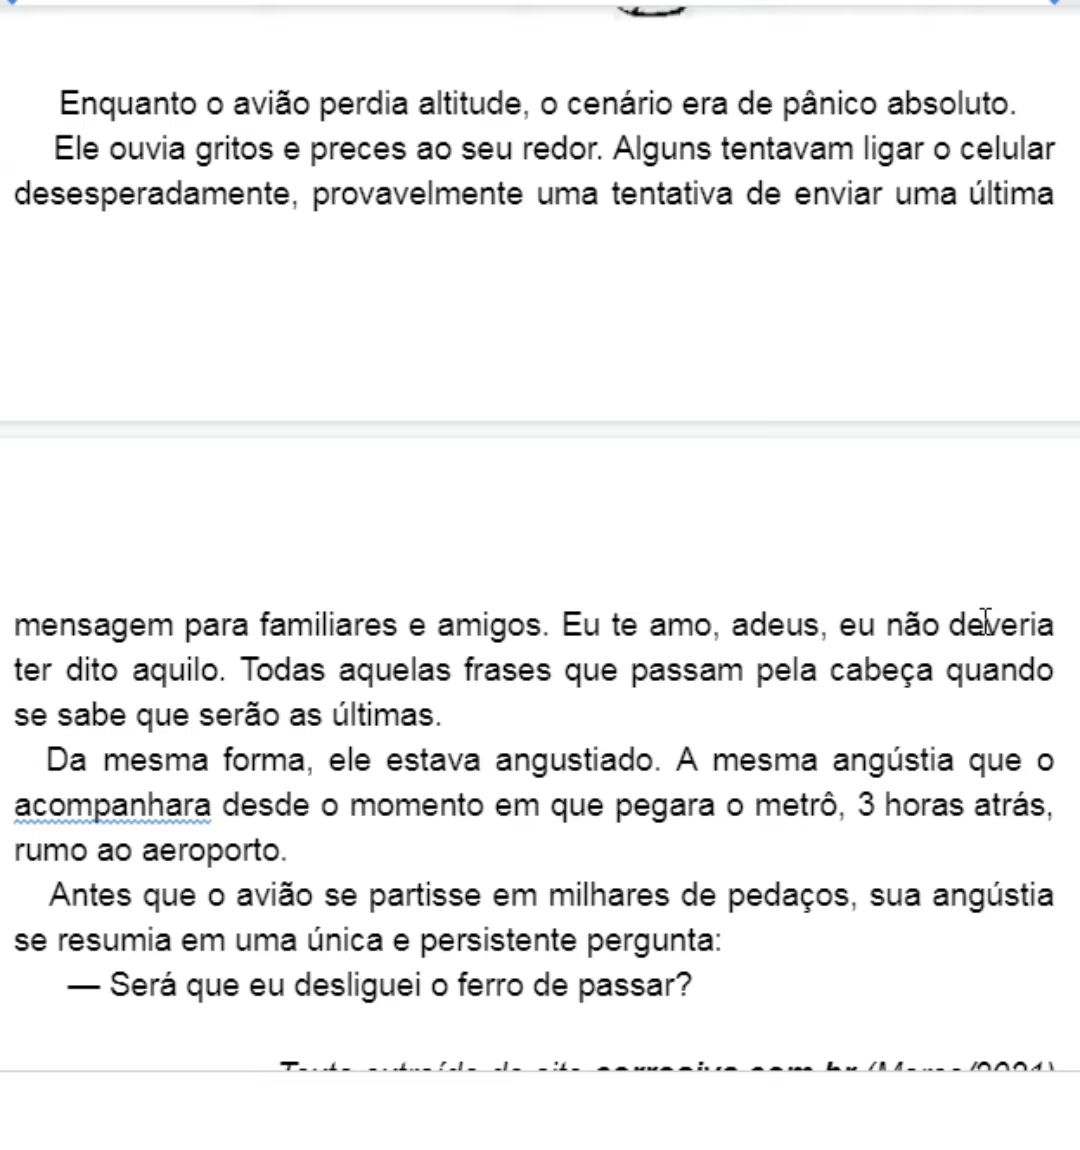 Enquanto o avião perdia altitude, o cenário era de pânico absoluto.
Ele ouvia gritos e preces ao seu redor. Alguns tentavam ligar o celular
desesperadamente, provavelmente uma tentativa de enviar uma última
mensagem para familiares e amigos. Eu te amo, adeus, eu não deveria
ter dito aquilo. Todas aquelas frases que passam pela cabeça quando
se sabe que serão as últimas.
Da mesma forma, ele estava angustiado. A mesma angústia que o
acompanhara desde o momento em que pegara o metrô, 3 horas atrás,
rumo ao aeroporto.
Antes que o avião se partisse em milhares de pedaços, sua angústia
se resumia em uma única e persistente pergunta:
— Será que eu desliguei o ferro de passar?